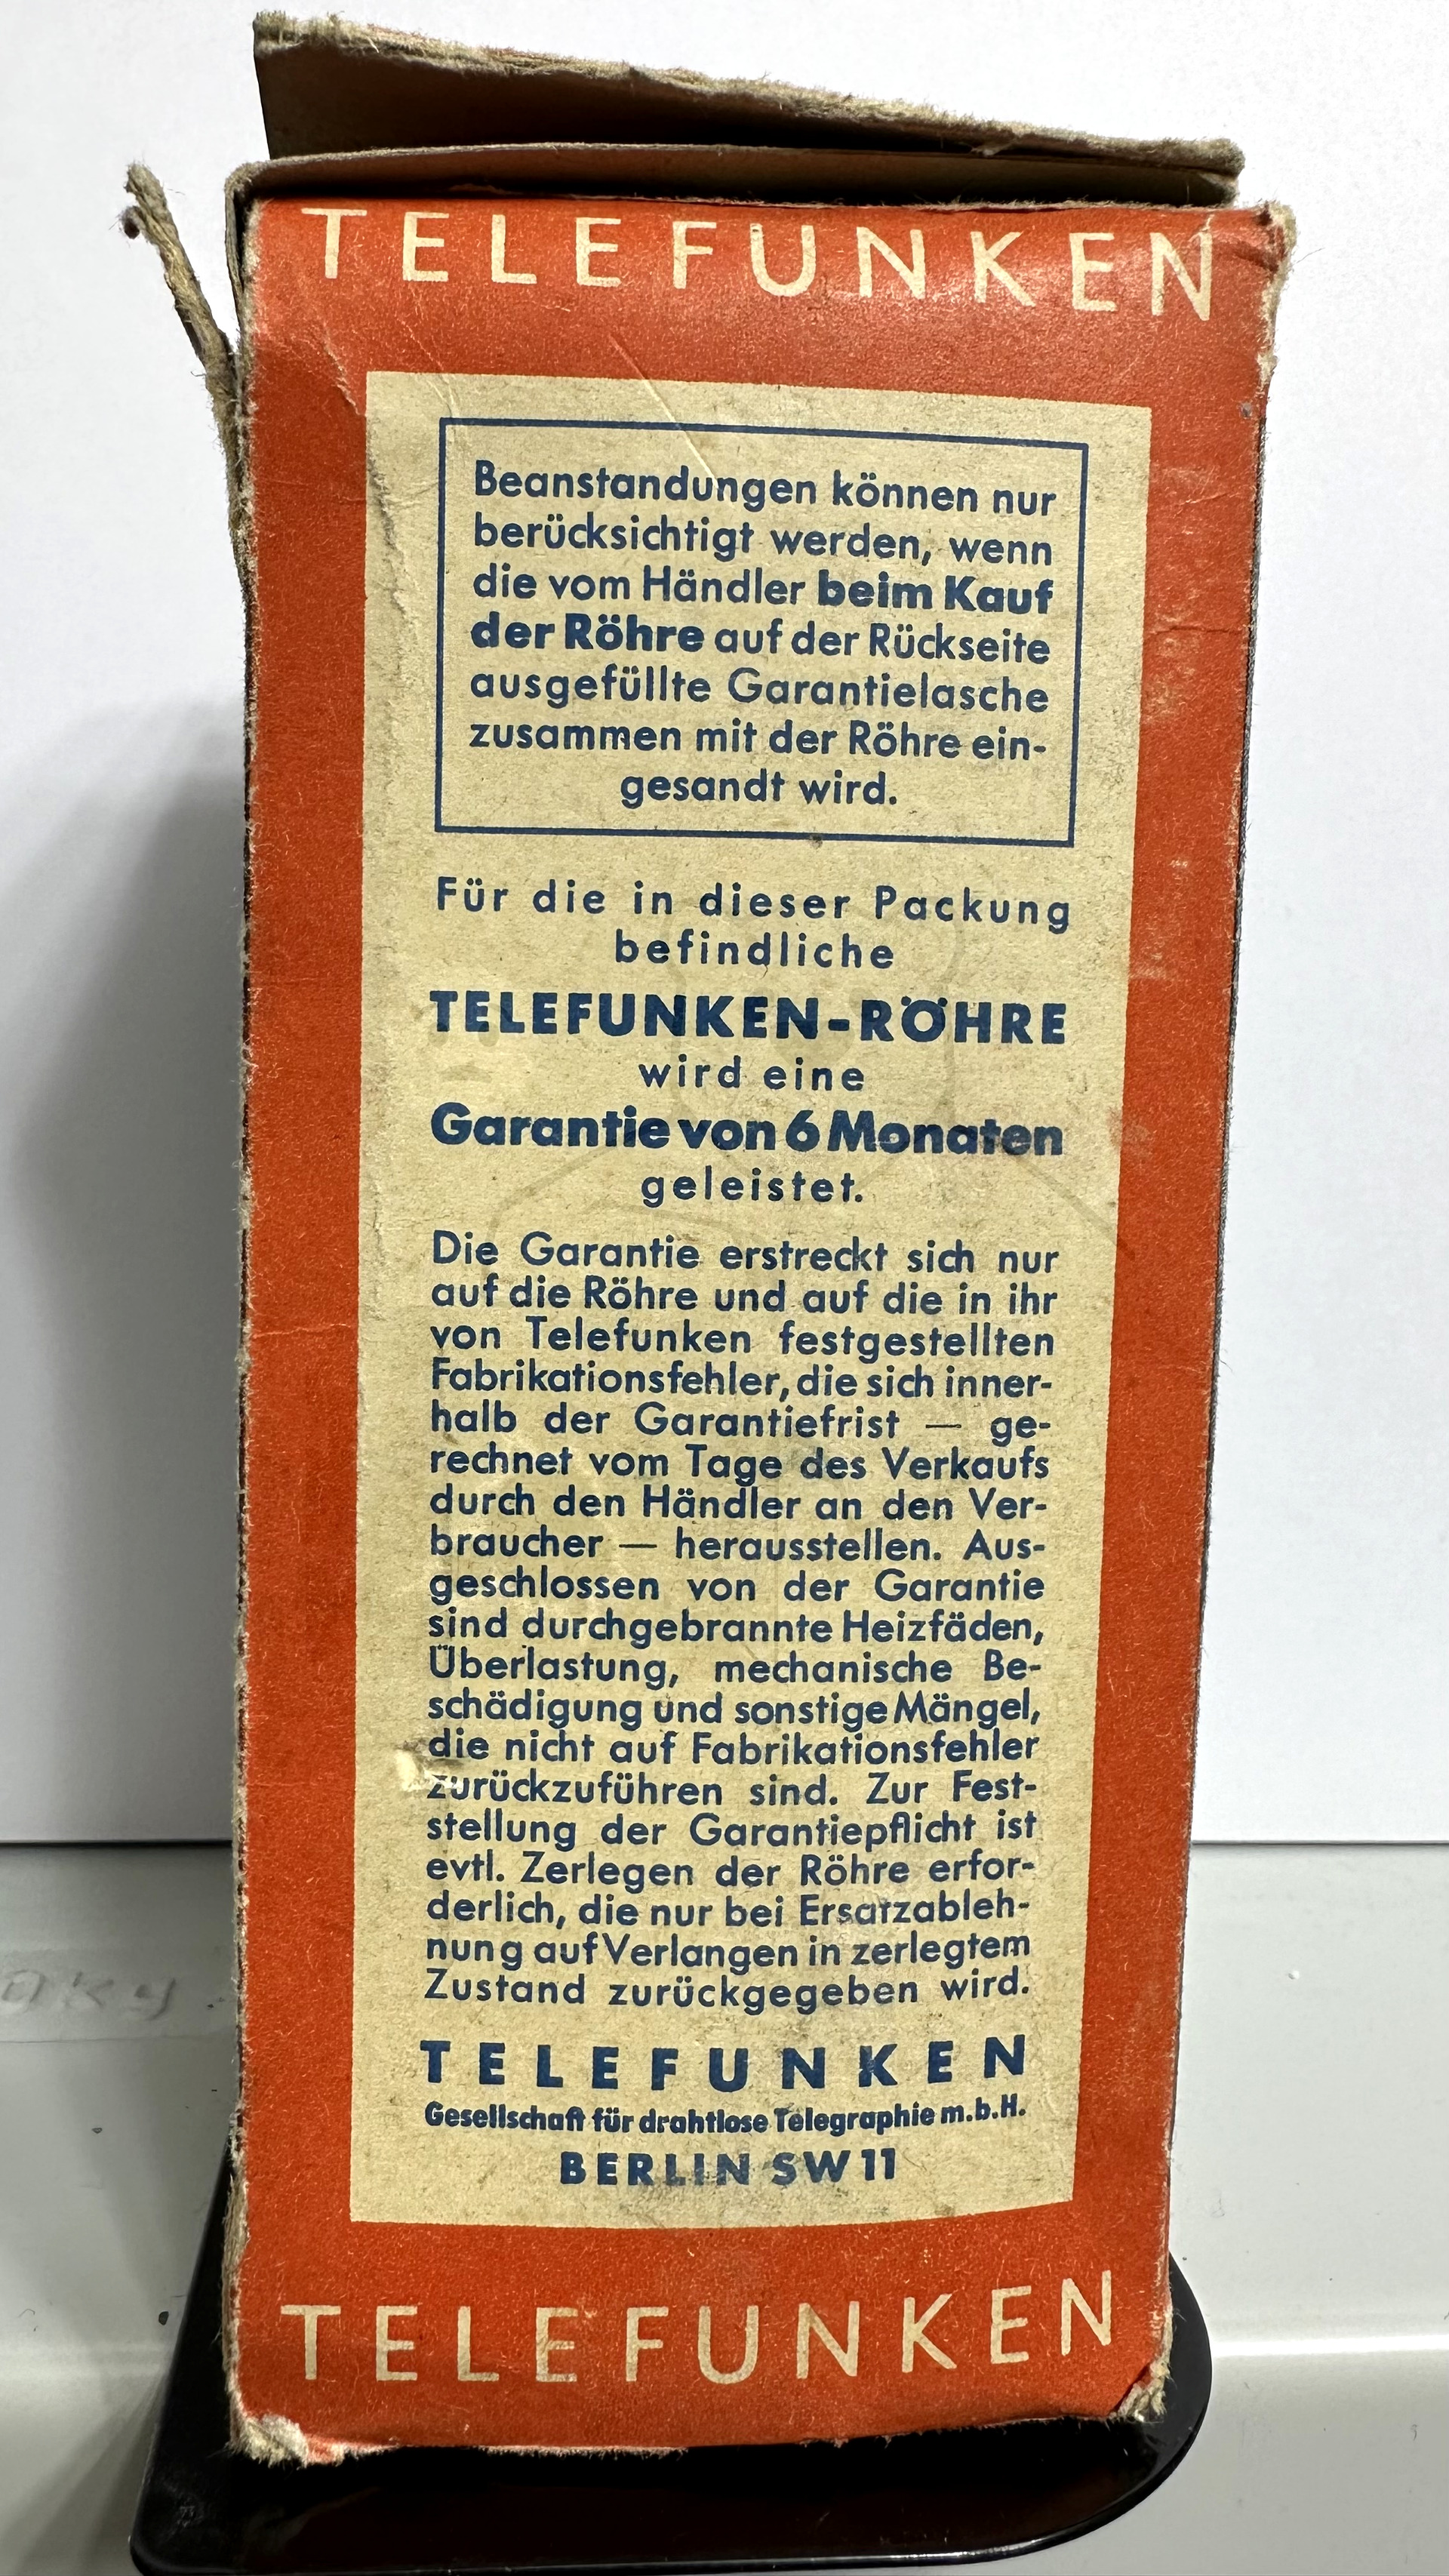 TELEFUNKEN
Beanstandungen können nur
berücksichtigt werden, wenn
die vom Händler beim Kauf
der Röhre auf der Rückseite
ausgefüllte Garantielasche
zusammen mit der Röhre ein-
gesandt wird.
Für die in dieser Packung
befindliche
TELEFUNKEN-RÖHRE
wird eine
Garantie von 6 Monaten
geleistet.
Die Garantie erstreckt sich nur
auf die Röhre und auf die in ihr
von Telefunken festgestellten
Fabrikationsfehler, die sich inner-
halb der Garantiefrist — ge-
rechnet vom Tage des Verkaufs
durch den Händler an den Ver-
braucher — herausstellen. Aus-
geschlossen von der Garantie
sind durchgebrannte Heizfäden,
Überlastung, mechanische Be-
schädigung und sonstige Mängel,
die nicht auf Fabrikationsfehler
zurückzuführen sind. Zur Fest-
stellung der Garantiepflicht ist
evtl. Zerlegen der Röhre erfor-
derlich, die nur bei Ersatzableh-
nung auf Verlangen in zerlegtem
Zustand zurückgegeben wird.
TELEFUNKEN
Gesellschaft für drahtlose Telegraphie m.b.H.
BERLIN SW 11
TELEFUNKEN